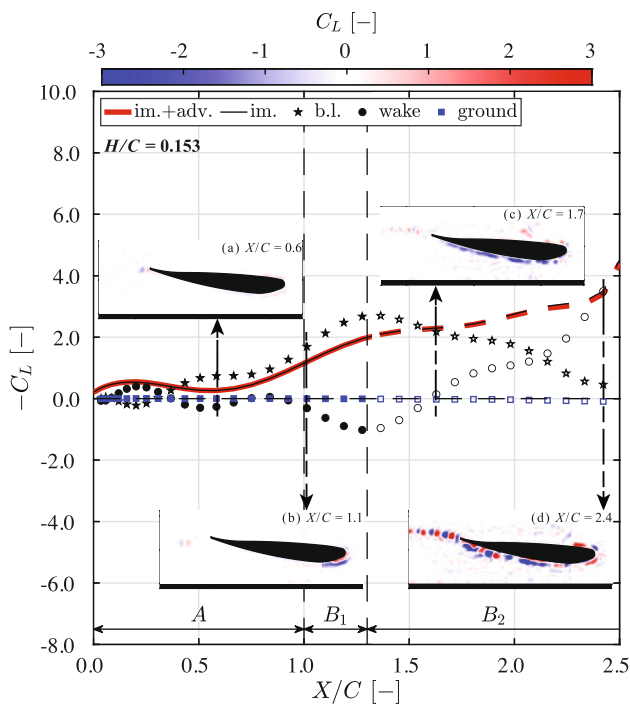 C_L [−]
−3 −2 −1 0 1 2 3
10.0
im.+adv. im. b.l. wake ground
H/C = 0.153
8.0
6.0
(c) X/C = 1.7
(a) X/C = 0.6
4.0
2.0
0.0
−2.0
(b) X/C = 1.1
(d) X/C = 2.4
-4.0
-6.0
A B_1 B_2
-8.0
0.0 0.5 1.0 1.5 2.0 2.5
X/C [−]
−C_L [−]